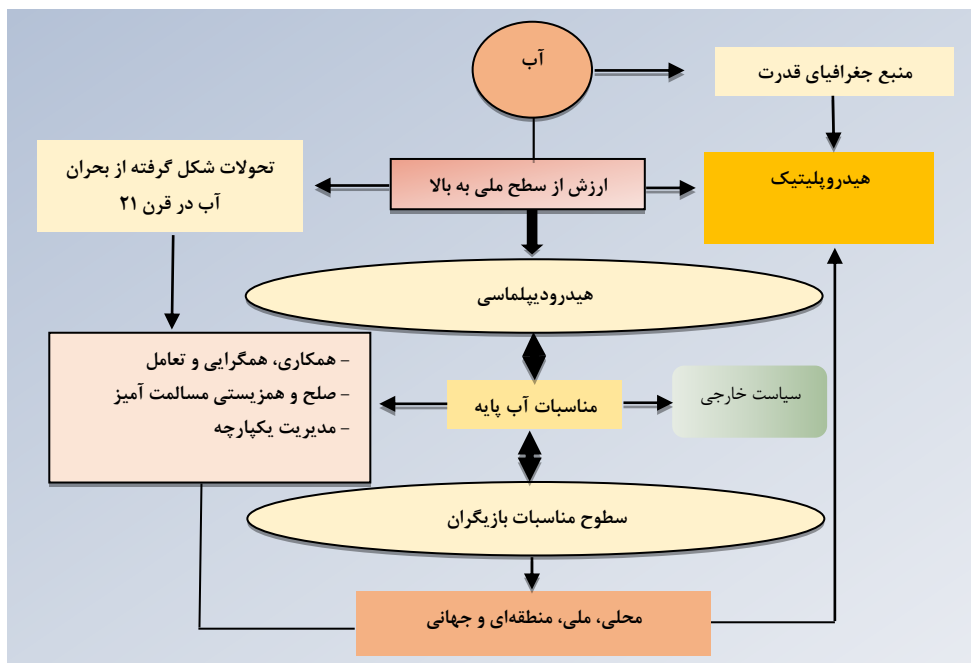 آب
منبع جغرافیای قدرت
تحولات شکل گرفته از بحران
آب در قرن ۲۱
ارزش از سطح ملی به بالا
هیدروپلیتیک
هیدرودیپلماسی
- همکاری، همگرایی و تعامل
- صلح و همزیستی مسالمت آمیز
- مدیریت یکپارچه
مناسبات آب پایه
سیاست خارجی
سطوح مناسبات بازیگران
محلی، ملی، منطقه‌ای و جهانی